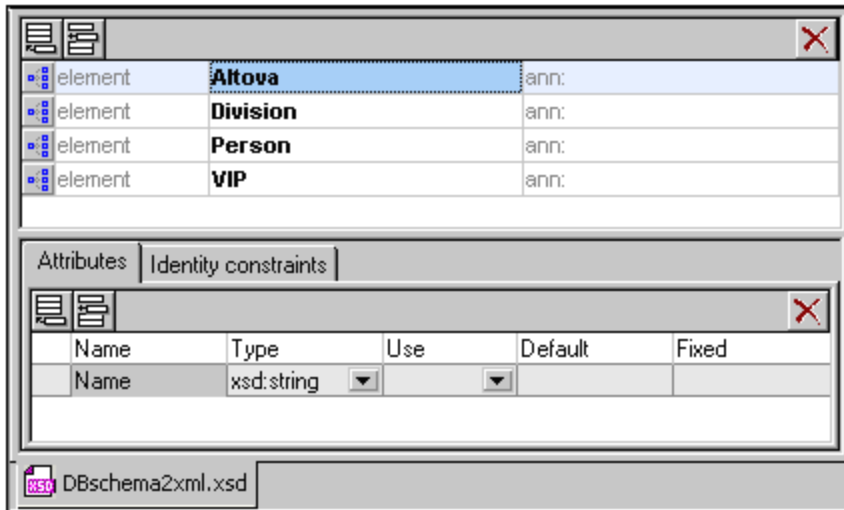 element Altova ann:
element Division ann:
element Person ann:
element VIP ann:
Attributes Identity constraints
Name Type Use Default Fixed
Name xsd:string
XSD DBschema2xml.xsd